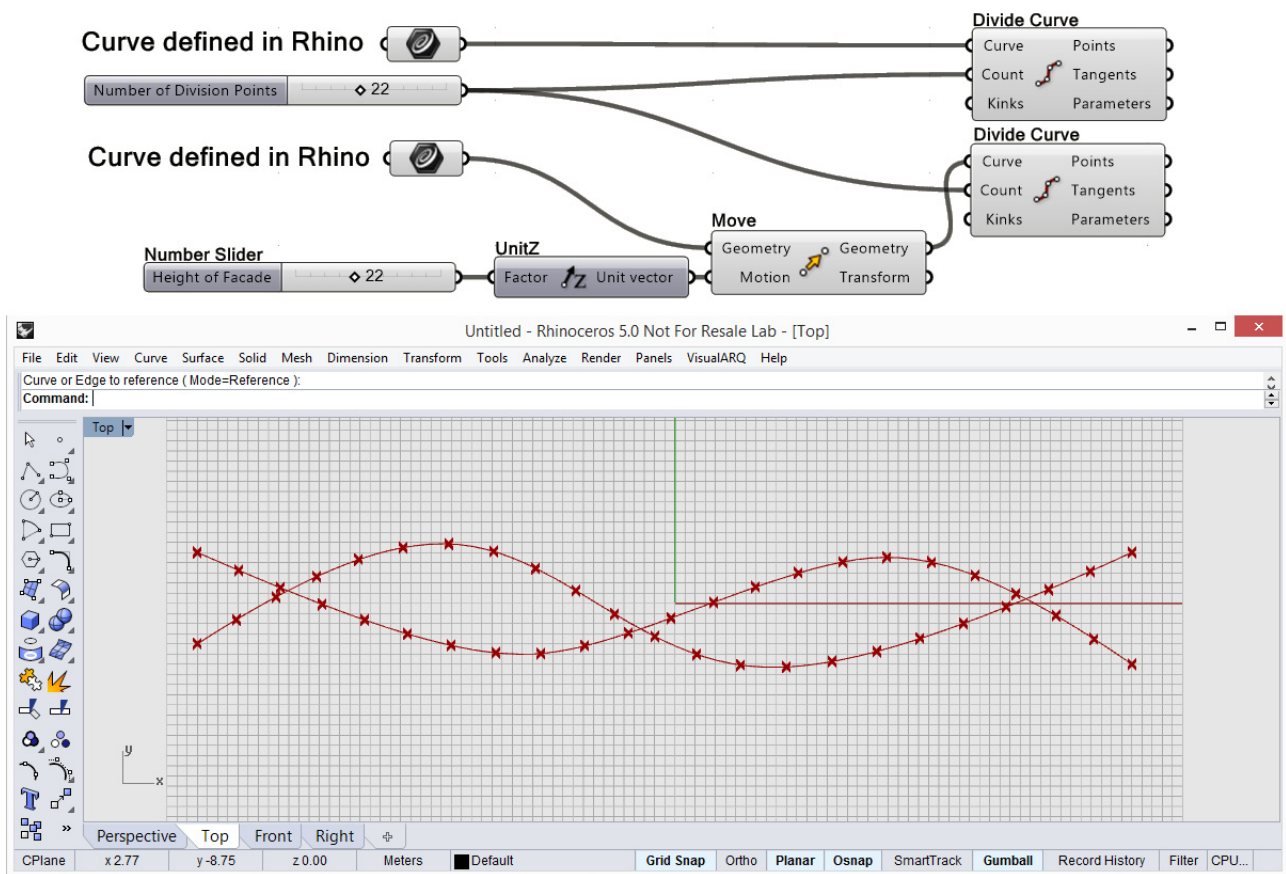 Divide Curve
Curve defined in Rhino
Curve Points
Count Tangents
Number of Division Points 22
Kinks Parameters
Divide Curve
Curve defined in Rhino
Curve Points
Count Tangents
Kinks Parameters
Move
Number Slider
UnitZ
Geometry Geometry
Height of Facade 22
Factor Z Unit vector
Motion Transform
Untitled - Rhinoceros 5.0 Not For Resale Lab - [Top]
File Edit View Curve Surface Solid Mesh Dimension Transform Tools Analyze Render Panels VisualARQ Help
Curve or Edge to reference ( Mode=Reference ):
Command:
Top
y
x
T
Perspective Top Front Right
CPlane x 2.77 y -8.75 z 0.00 Meters Default Grid Snap Ortho Planar Osnap SmartTrack Gumball Record History Filter CPU...